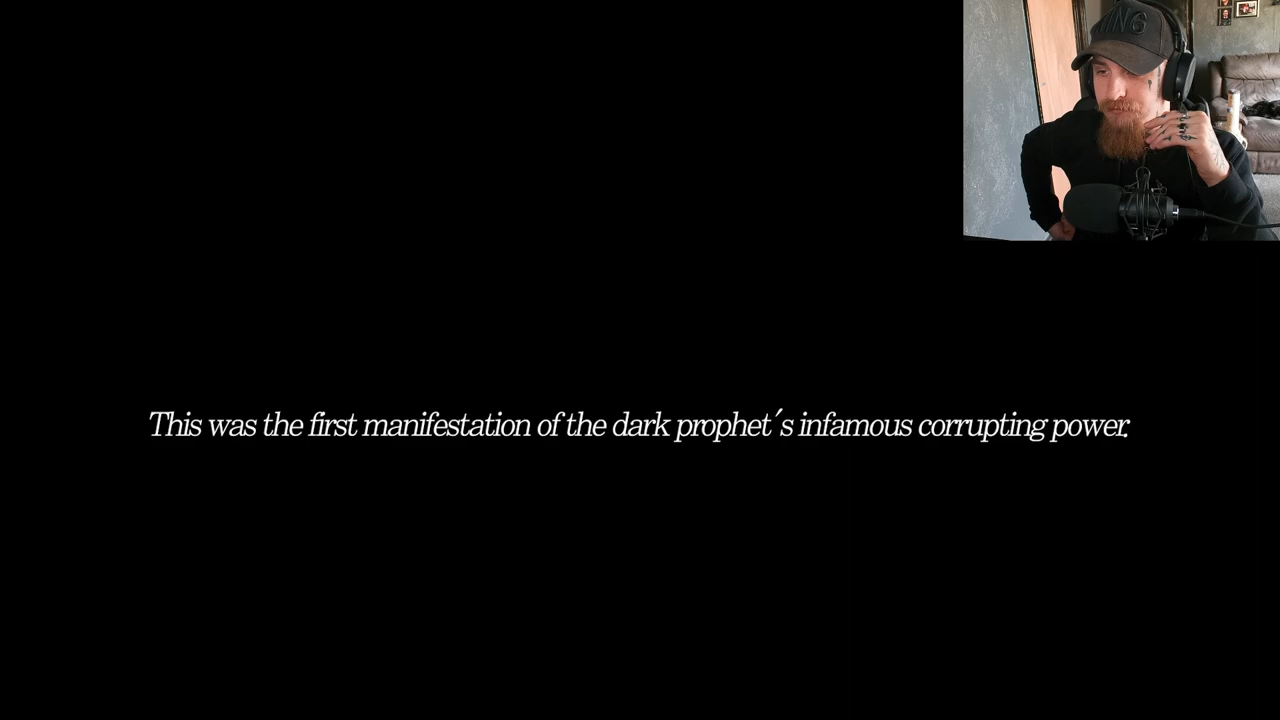 This was the first manifestation of the dark prophet´s infamous corrupting power.